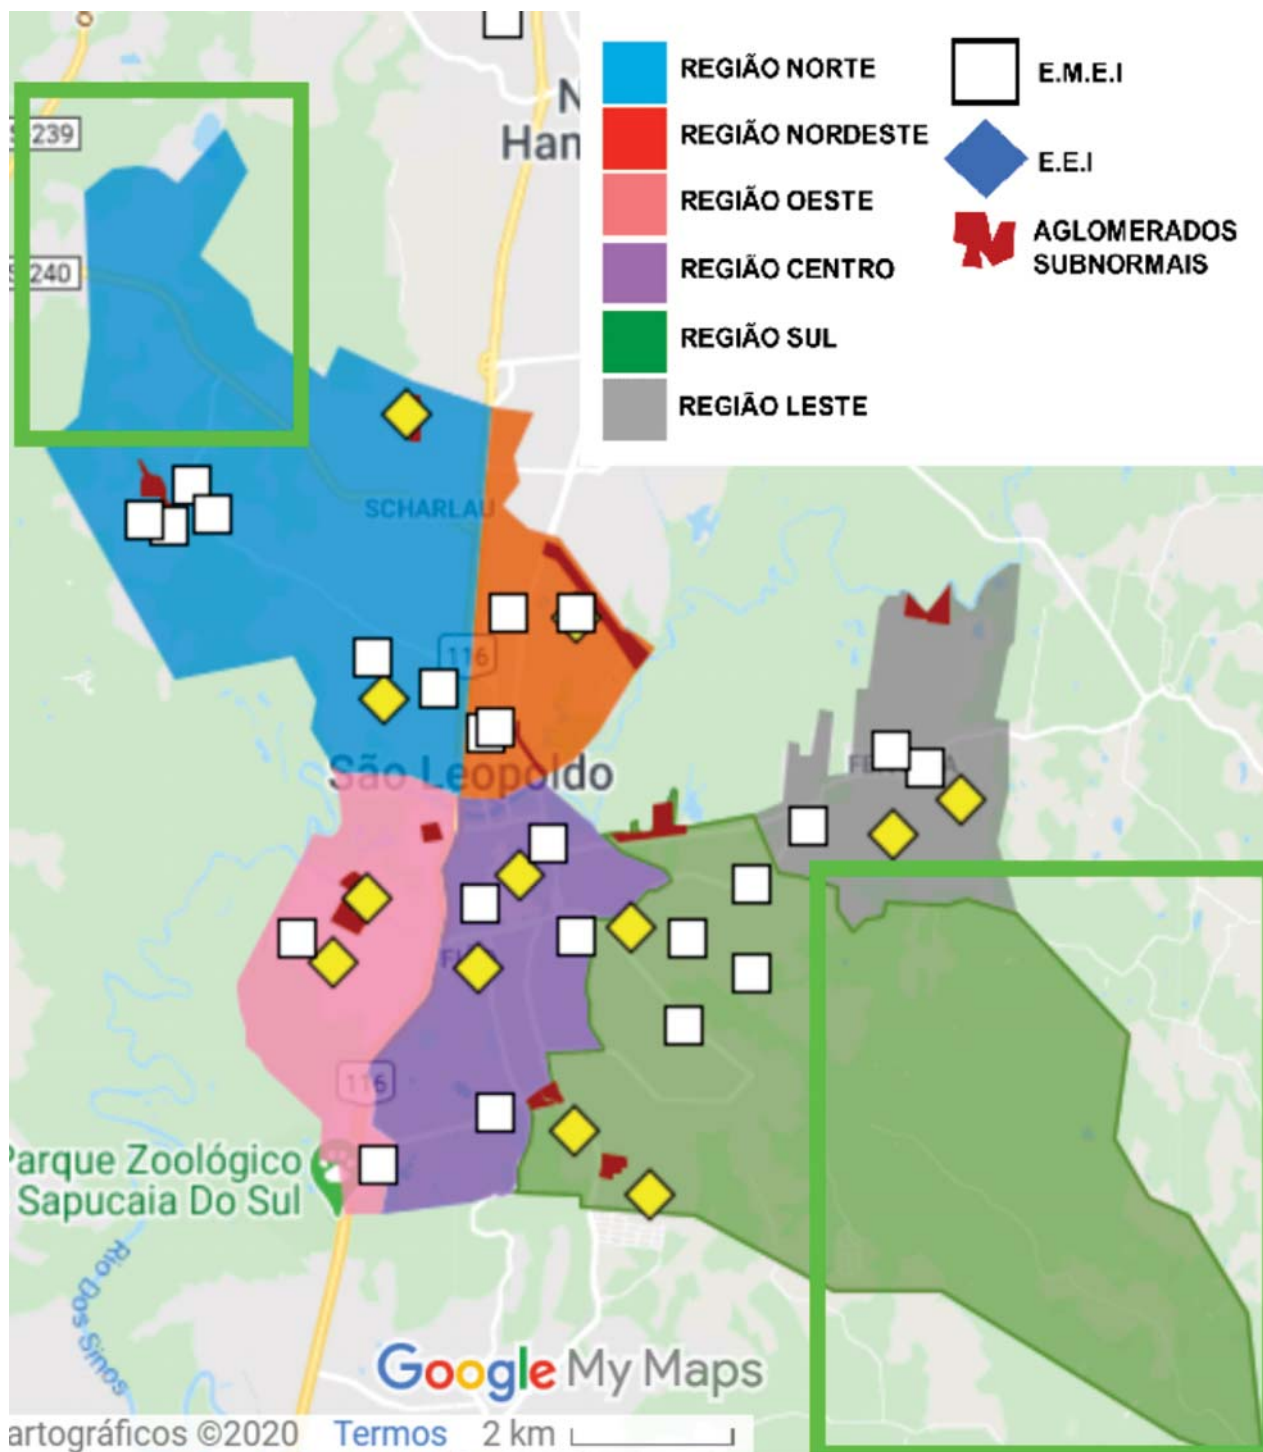 REGIÃO NORTE
REGIÃO NORDESTE
REGIÃO OESTE
REGIÃO CENTRO
REGIÃO SUL
REGIÃO LESTE
E.M.E.I
E.E.I
AGLOMERADOS
SUBNORMAIS
N
Han
239
240
SCHARLAU
116
São Leopoldo
116
Parque Zoológico
Sapucaia Do Sul
Rio Dos Sinos
Google My Maps
artográficos ©2020 Termos 2 km